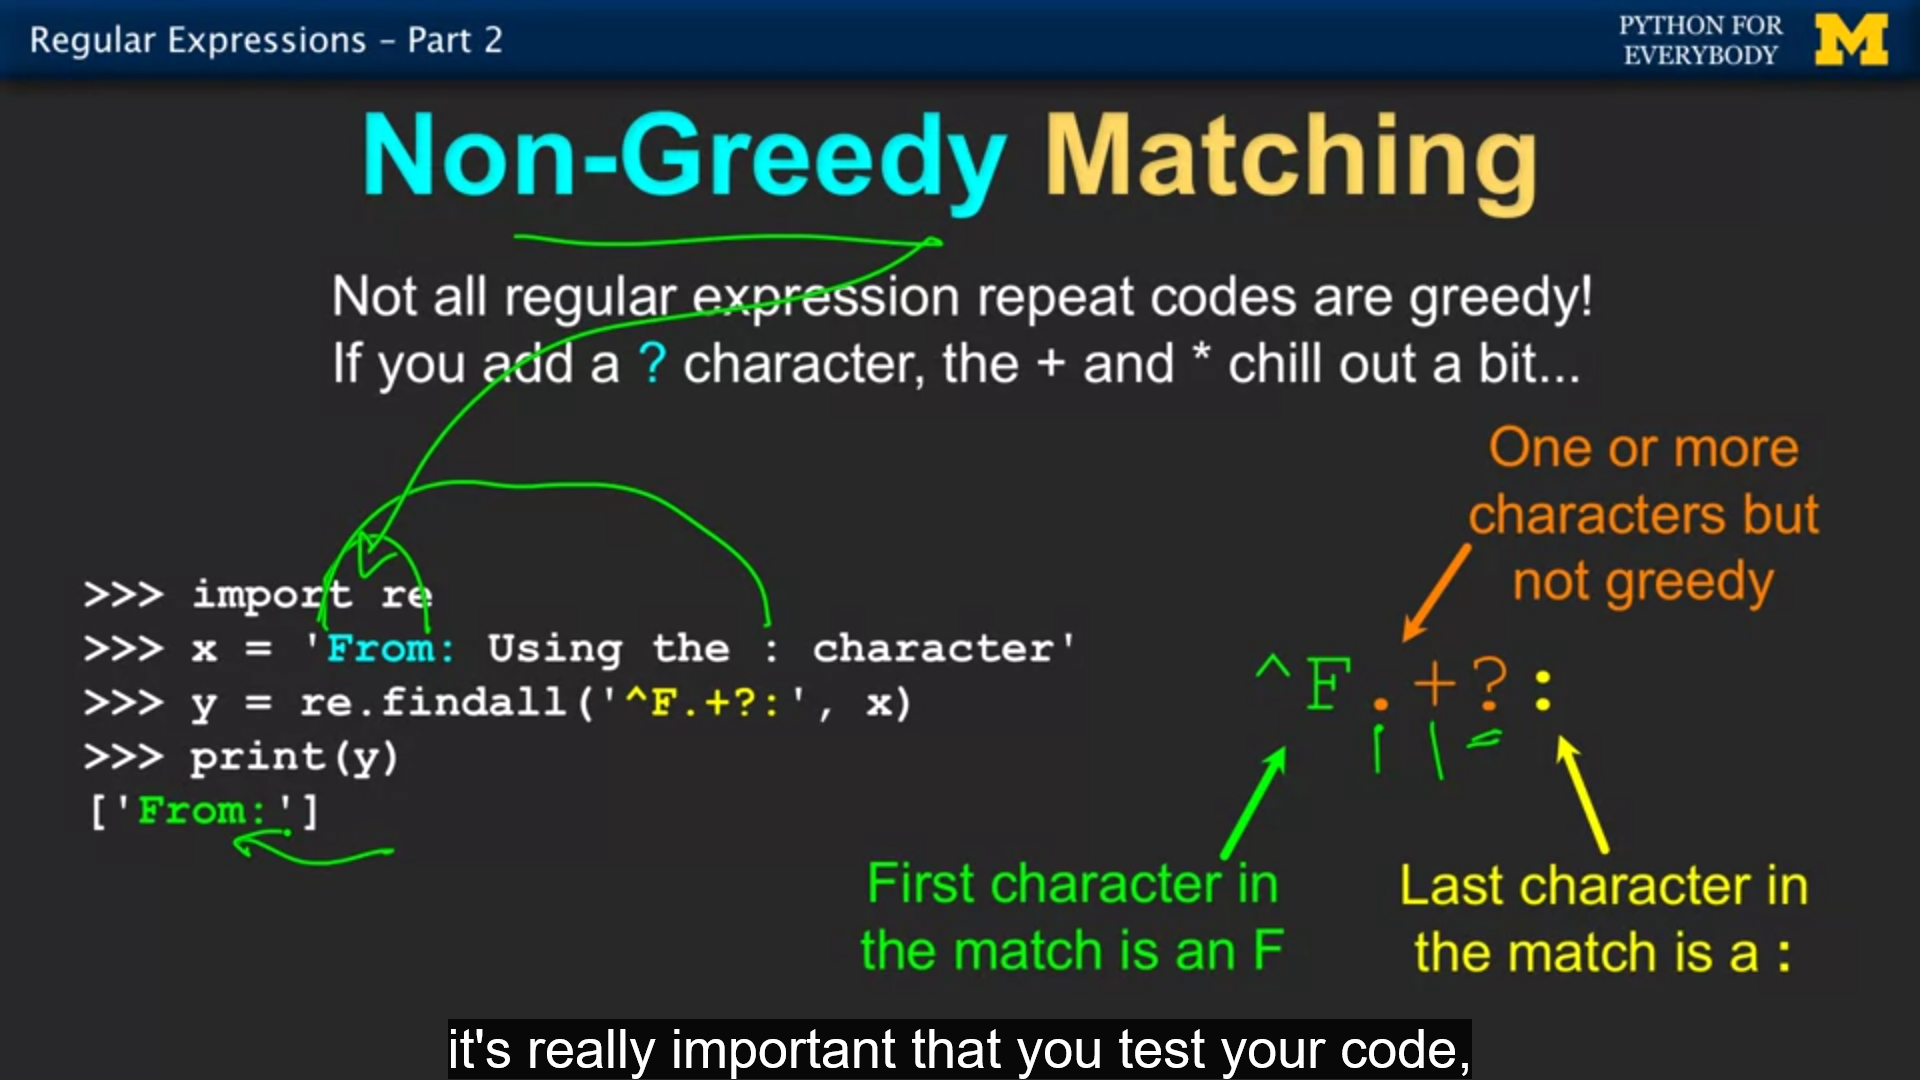 Regular Expressions – Part 2
PYTHON FOR
EVERYBODY
M
Non-Greedy Matching
Not all regular expression repeat codes are greedy!
If you add a ? character, the + and * chill out a bit...
One or more
characters but
not greedy
>>> import re
>>> x = 'From: Using the : character'
>>> y = re.findall('^F.+?:', x)
>>> print(y)
['From:']
^F.+?:
First character in
the match is an F
Last character in
the match is a :
it's really important that you test your code,